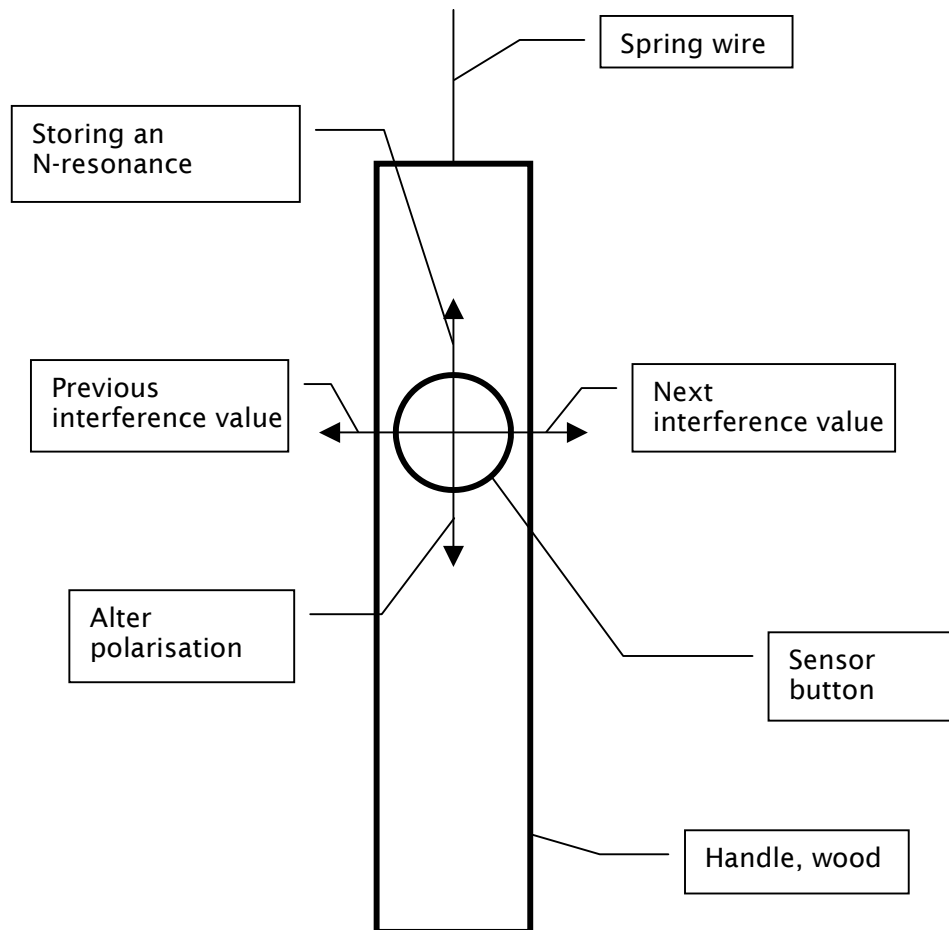 Spring wire
Storing an
N-resonance
Previous
interference value
Next
interference value
Alter
polarisation
Sensor
button
Handle, wood